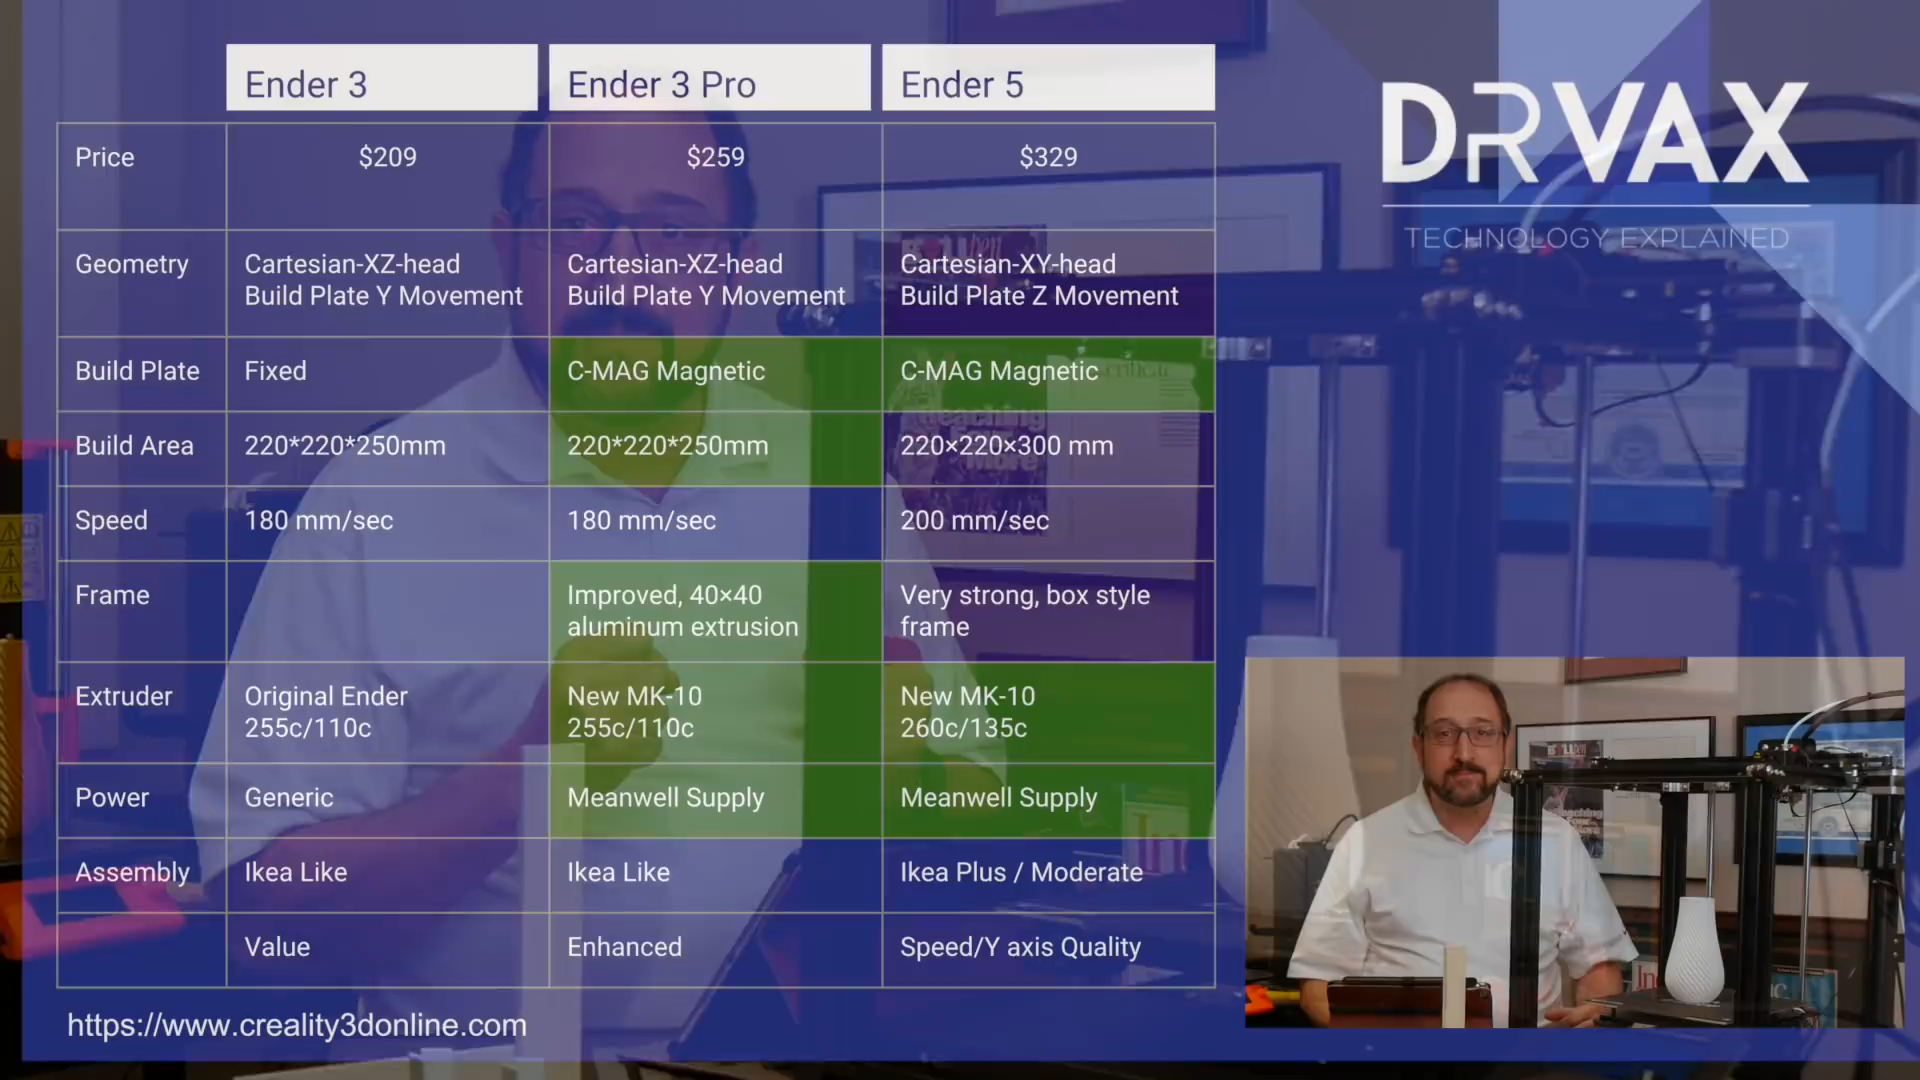 Ender 3
Ender 3 Pro
Ender 5
Price
$209
$259
$329
Geometry
Cartesian-XZ-head
Build Plate Y Movement
Cartesian-XZ-head
Build Plate Y Movement
Cartesian-XY-head
Build Plate Z Movement
Build Plate
Fixed
C-MAG Magnetic
C-MAG Magnetic
Build Area
220*220*250mm
220*220*250mm
220×220×300 mm
Speed
180 mm/sec
180 mm/sec
200 mm/sec
Frame
Improved, 40×40
aluminum extrusion
Very strong, box style
frame
Extruder
Original Ender
255c/110c
New MK-10
255c/110c
New MK-10
260c/135c
Power
Generic
Meanwell Supply
Meanwell Supply
Assembly
Ikea Like
Ikea Like
Ikea Plus / Moderate
Value
Enhanced
Speed/Y axis Quality
https://www.creality3donline.com
DRVAX
TECHNOLOGY EXPLAINED